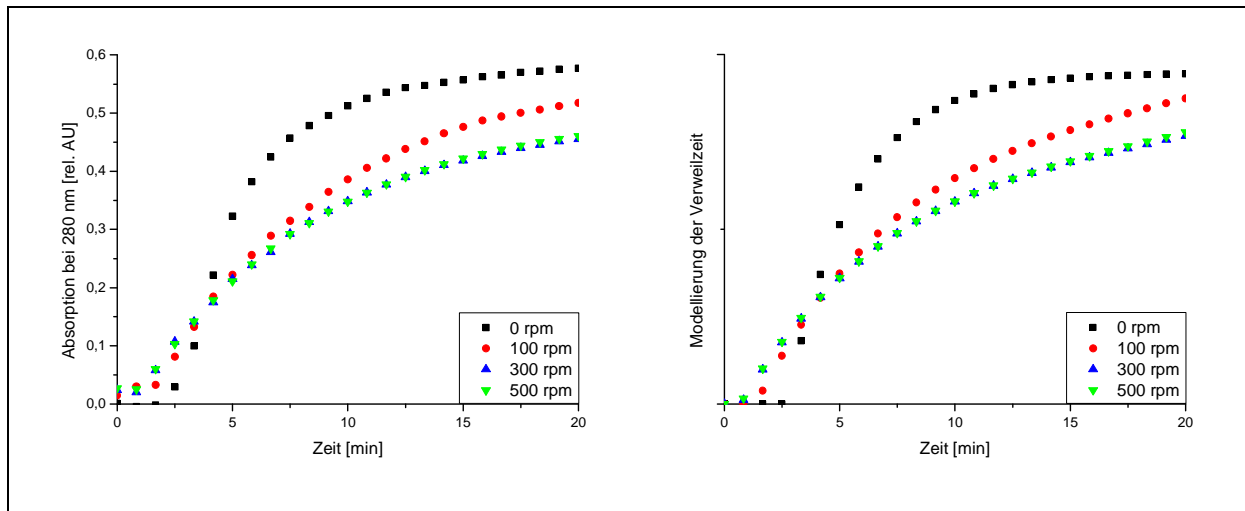 0,6
0,5
0,4
0,3
0,2
0,1
0,0
Absorption bei 280 nm [rel. AU]
0 rpm
100 rpm
300 rpm
500 rpm
0 5 10 15 20
Zeit [min]
Modellierung der Verweilzeit
0 rpm
100 rpm
300 rpm
500 rpm
0 5 10 15 20
Zeit [min]